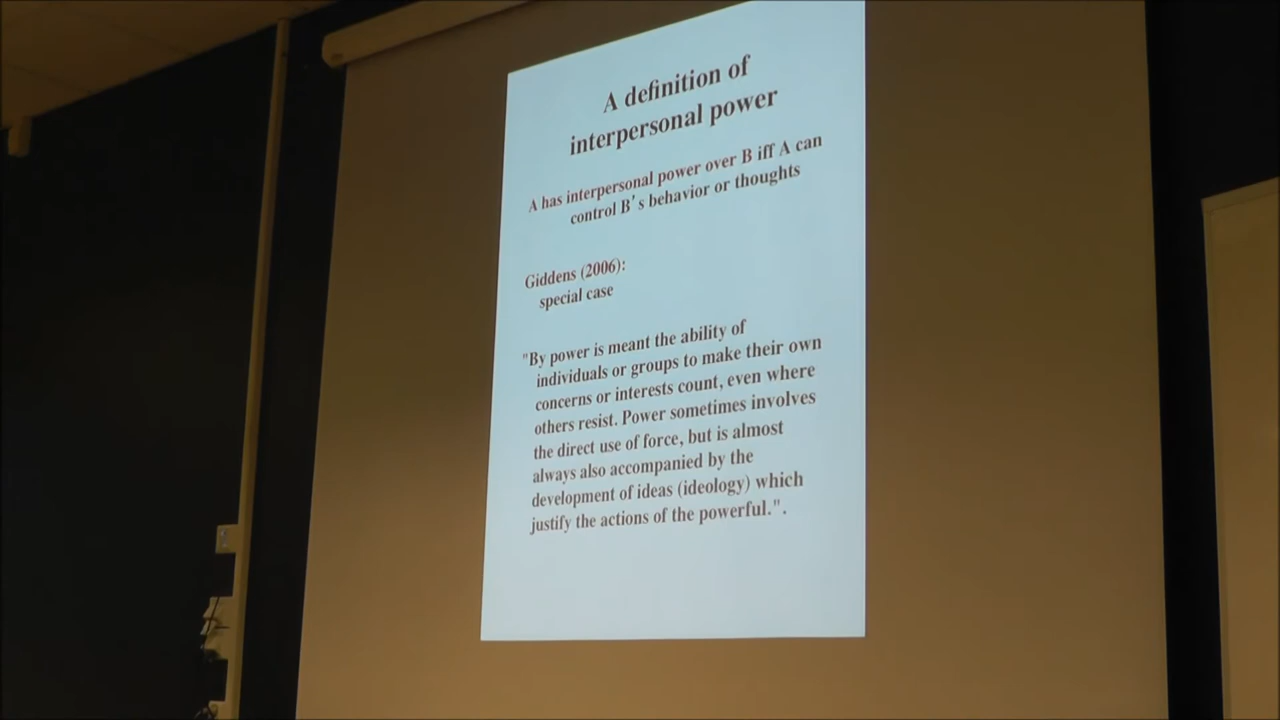 A definition of
interpersonal power
A has interpersonal power over B iff A can
control B's behavior or thoughts
Giddens (2006):
special case
"By power is meant the ability of
individuals or groups to make their own
concerns or interests count, even where
others resist. Power sometimes involves
the direct use of force, but is almost
always also accompanied by the
development of ideas (ideology) which
justify the actions of the powerful.".